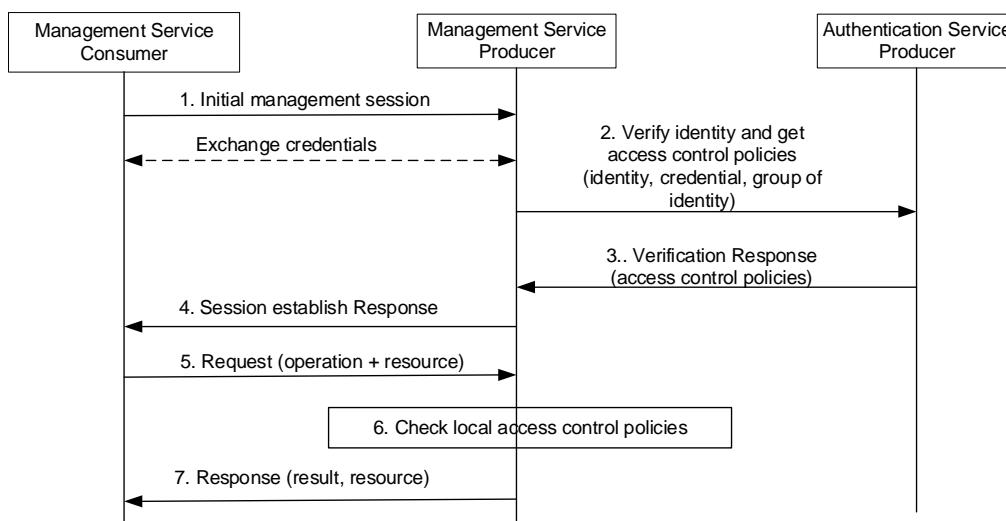 Management Service
Consumer
Management Service
Producer
Authentication Service
Producer
1. Initial management session
Exchange credentials
2. Verify identity and get
access control policies
(identity, credential, group of
identity)
3.. Verification Response
(access control policies)
4. Session establish Response
5. Request (operation + resource)
6. Check local access control policies
7. Response (result, resource)